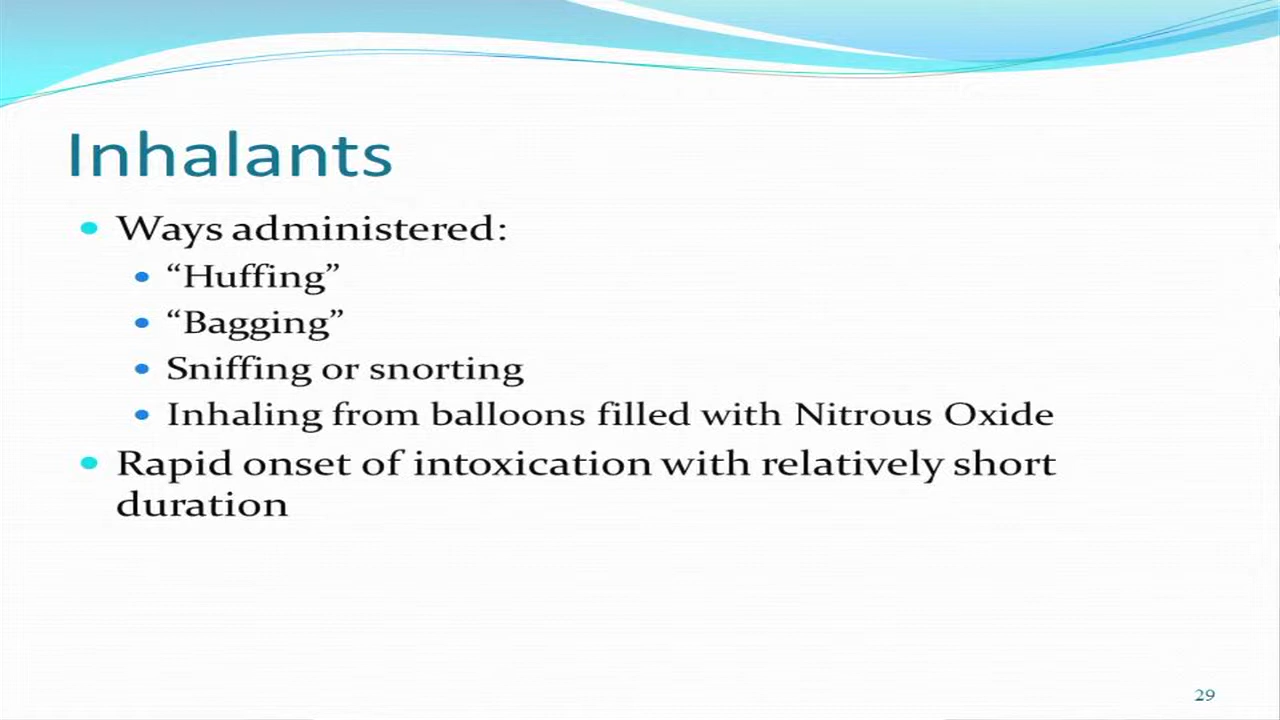 Inhalants
• Ways administered:
• “Huffing”
• “Bagging”
• Sniffing or snorting
• Inhaling from balloons filled with Nitrous Oxide
• Rapid onset of intoxication with relatively short
duration
29